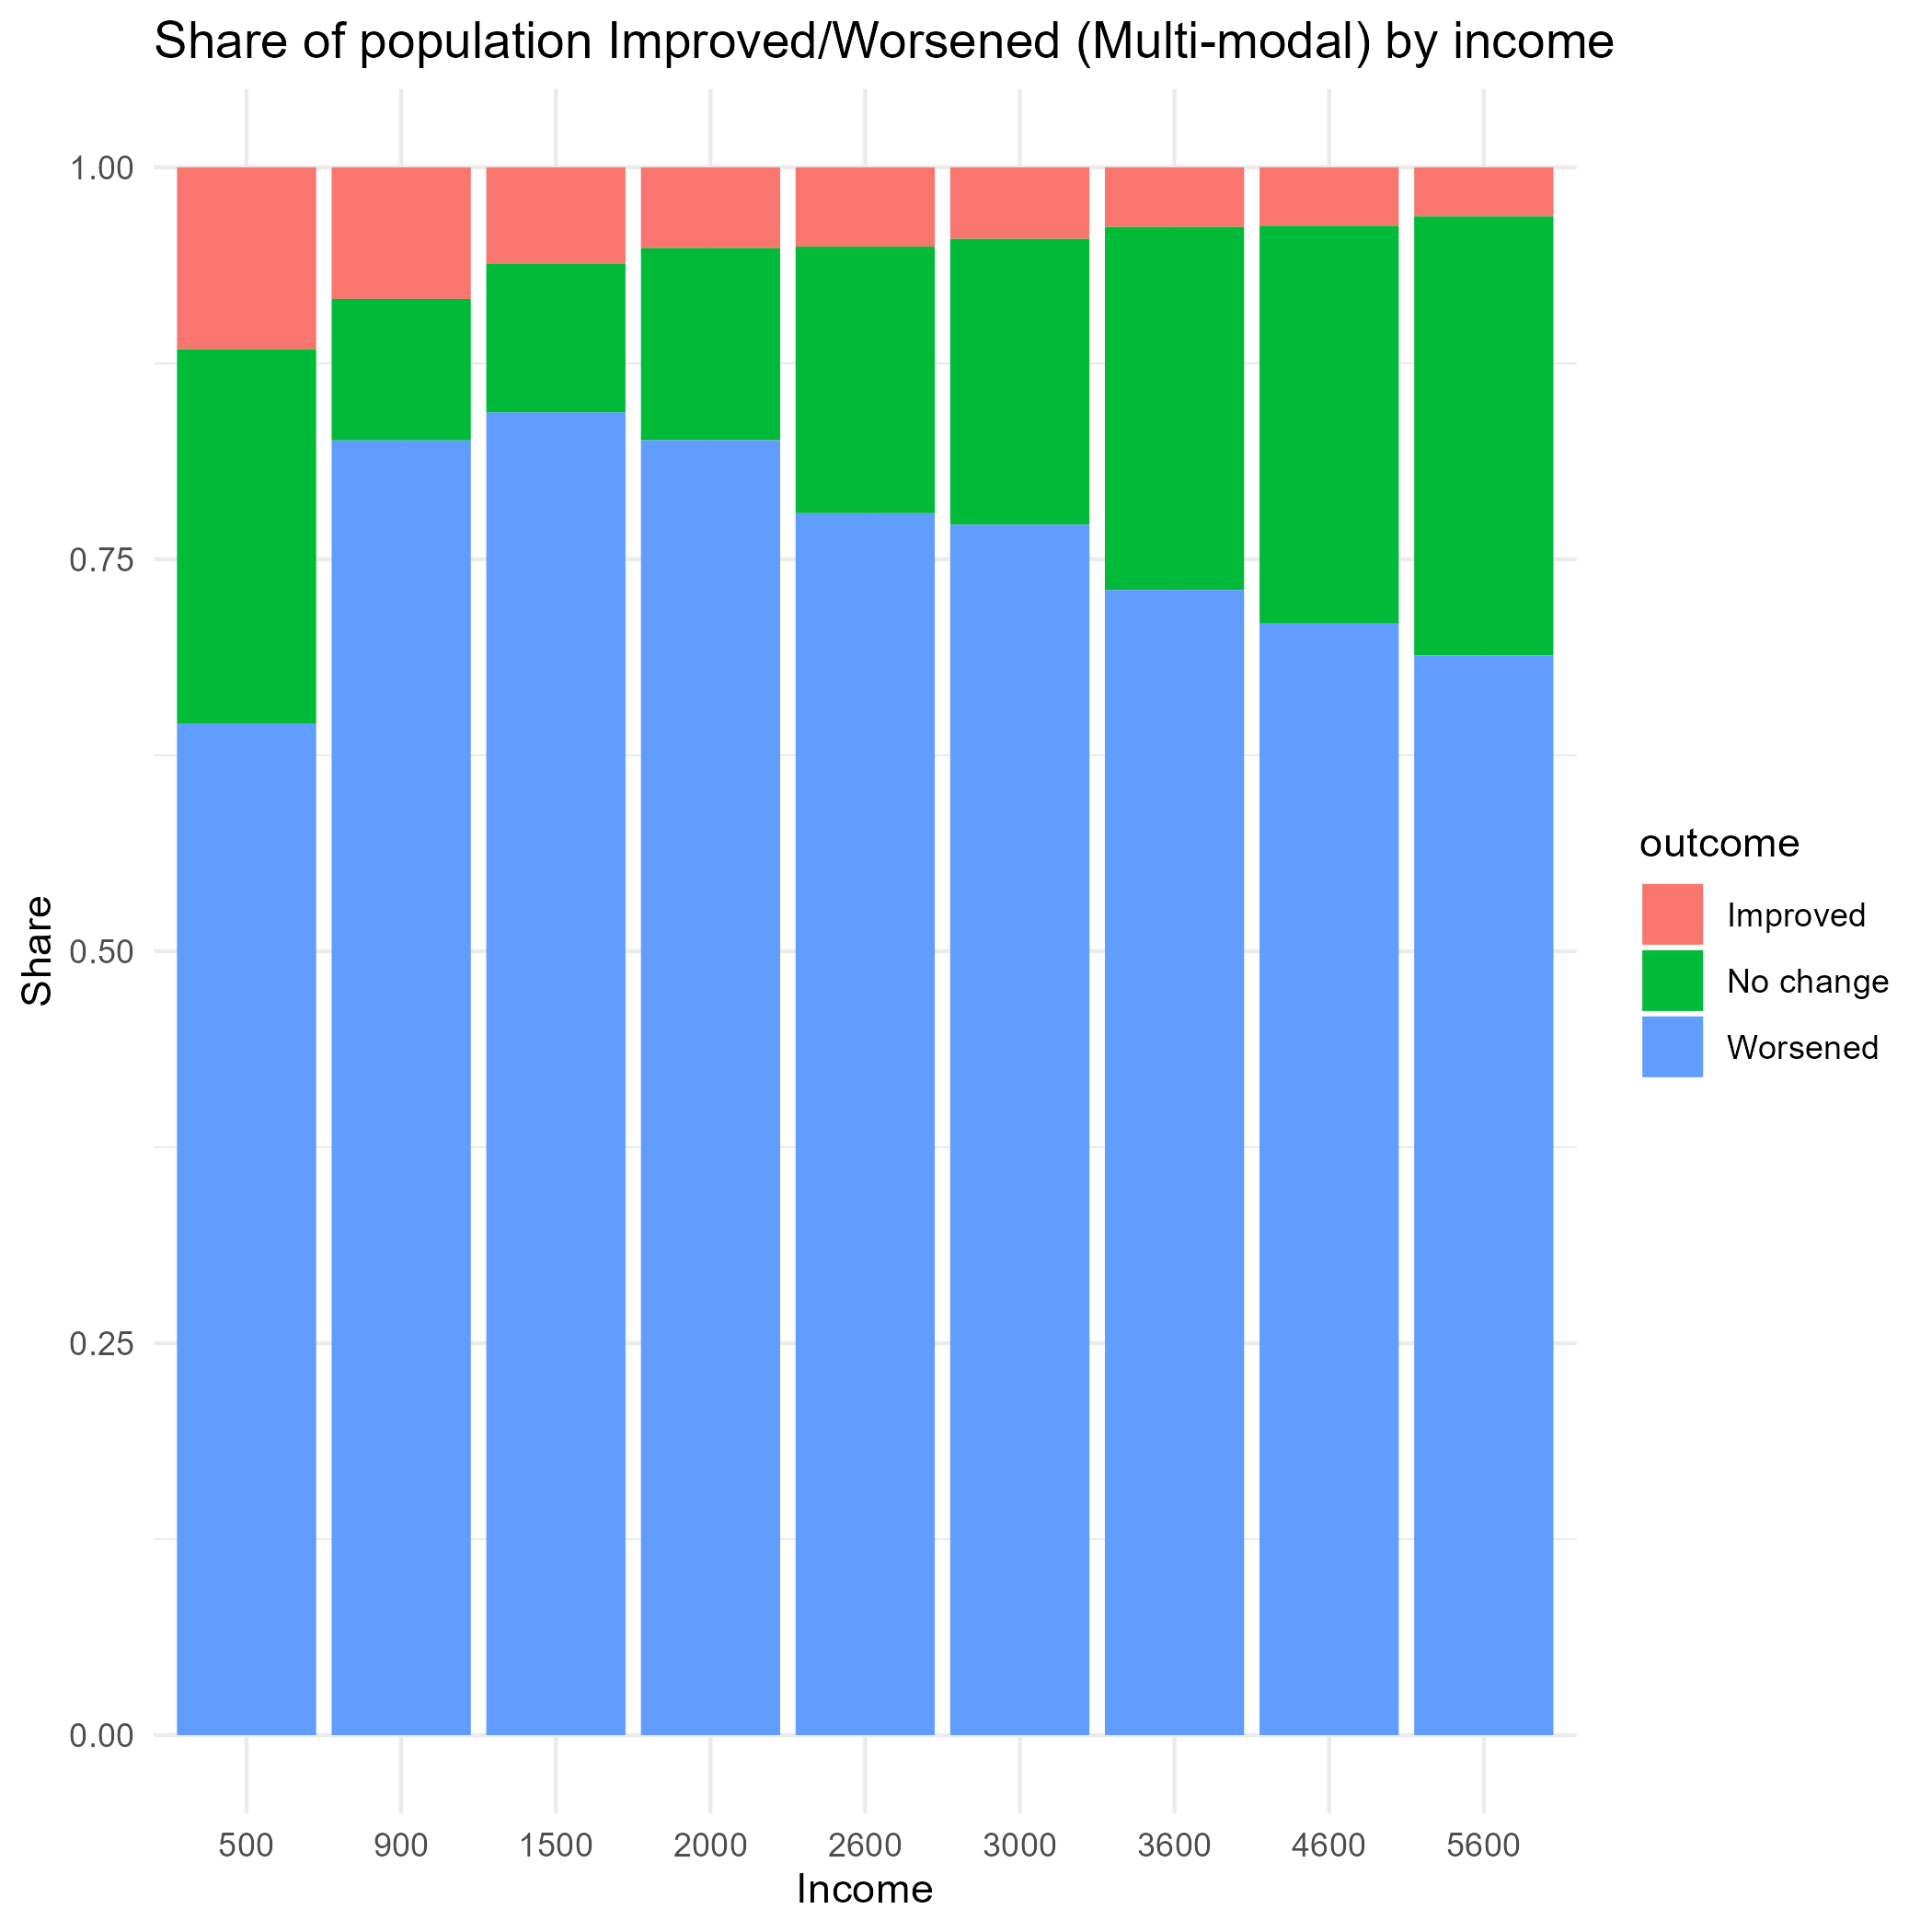 Share of population Improved/Worsened (Multi-modal) by income
1.00
0.75
0.50
0.25
0.00
Share
500 900 1500 2000 2600 3000 3600 4600 5600
Income
outcome
Improved
No change
Worsened